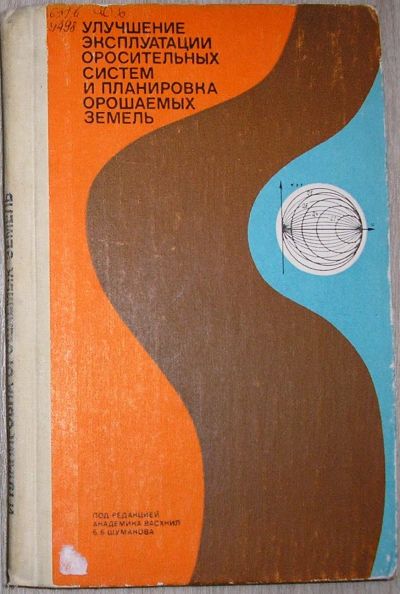 УЛУЧШЕНИЕ
ЭКСПЛУАТАЦИИ
ОРОСИТЕЛЬНЫХ
СИСТЕМ
И ПЛАНИРОВКА
ОРОШАЕМЫХ
ЗЕМЕЛЬ
ПОД РЕДАКЦИЕЙ
АКАДЕМИКА ВАСХНИЛ
Б. Б. ШУМАКОВА